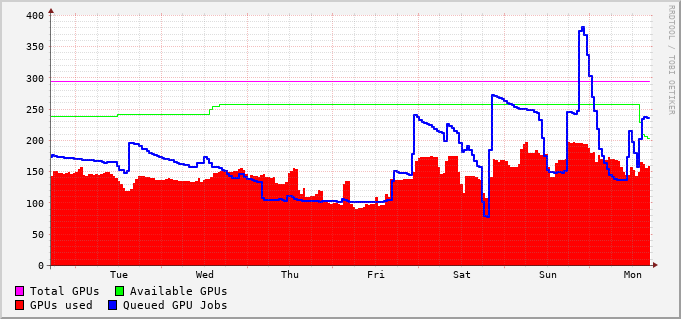 400
350
300
250
200
150
100
50
0
Tue Wed Thu Fri Sat Sun Mon
Total GPUs Available GPUs
GPUs used Queued GPU Jobs
RRDTOOL / TOBI OETIKER